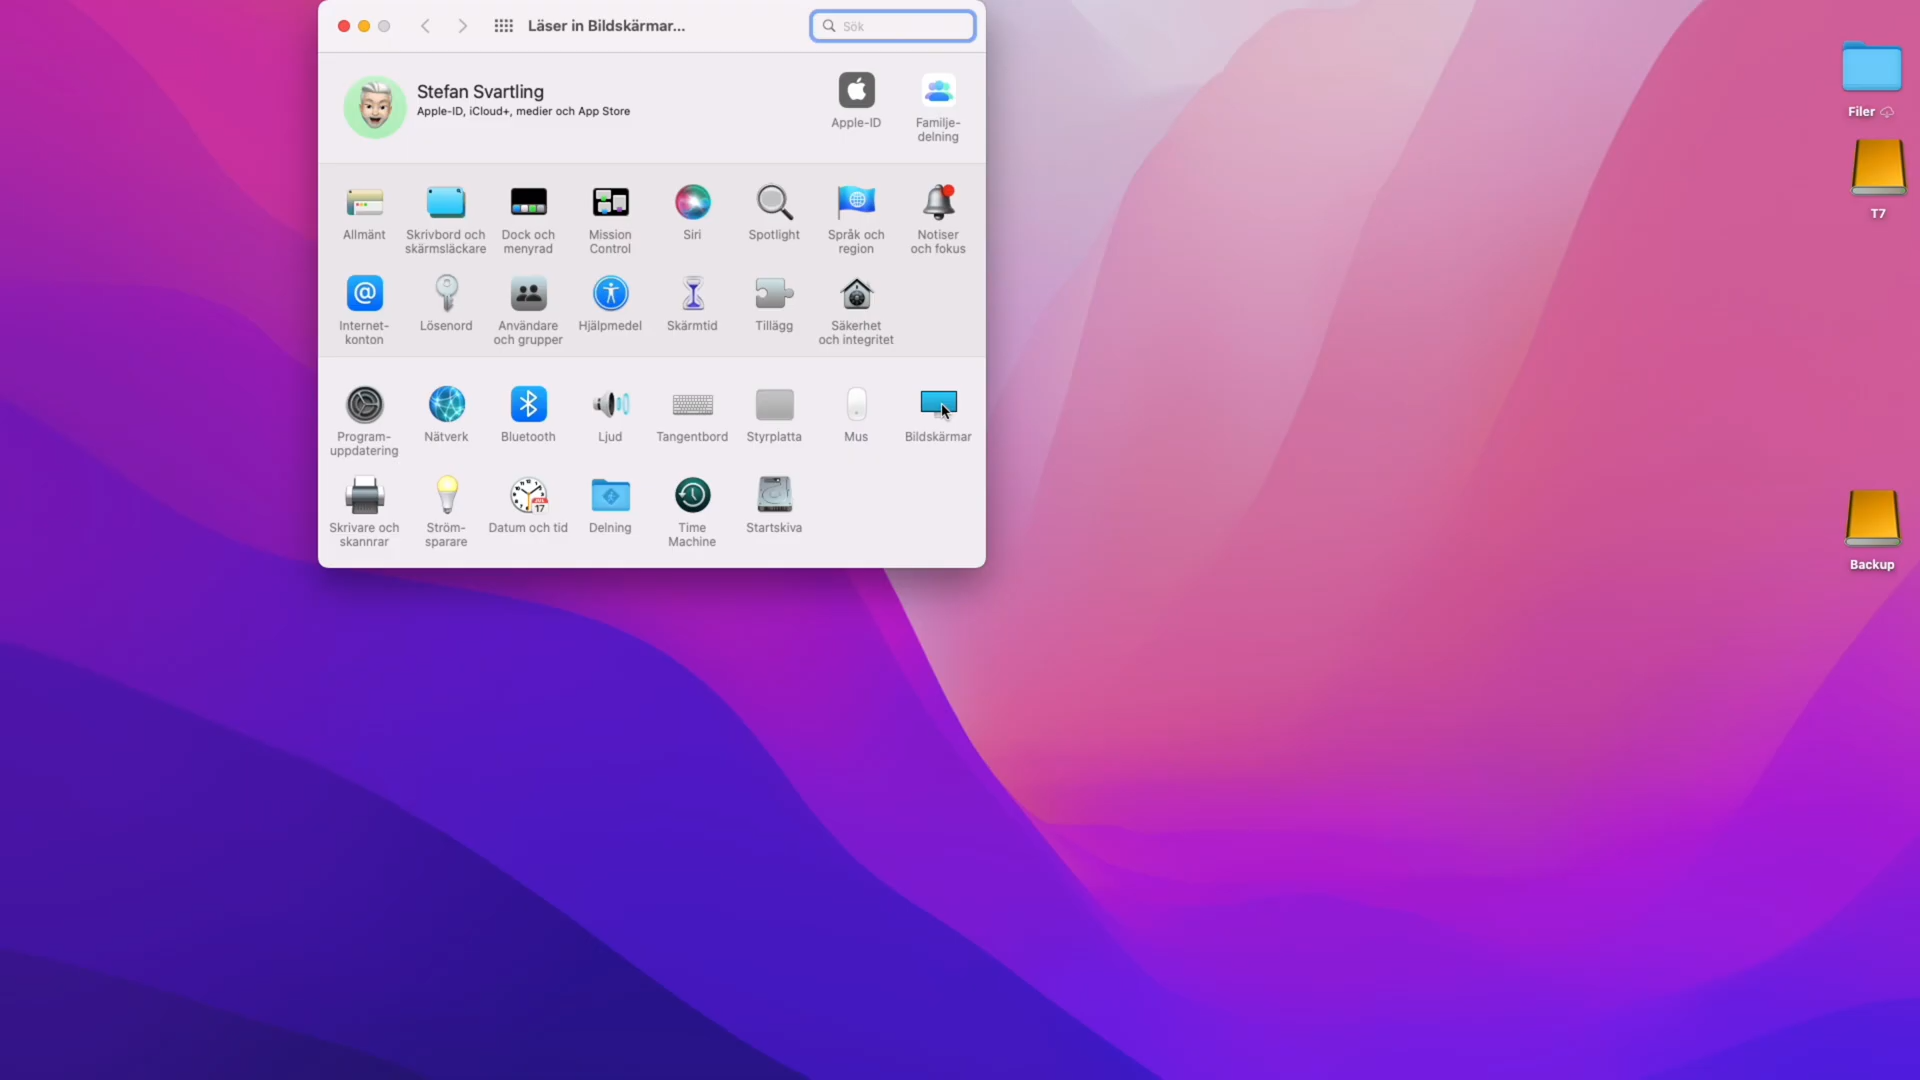 Läser in Bildskärmar...
Sök
Stefan Svartling
Apple-ID, iCloud+, medier och App Store
Apple-ID
Familje-
delning
Allmänt
Skrivbord och
skärmsläckare
Dock och
menyrad
Mission
Control
Siri
Spotlight
Språk och
region
Notiser
och fokus
Internet-
konton
Lösenord
Användare
och grupper
Hjälpmedel
Skärmtid
Tillägg
Säkerhet
och integritet
Program-
uppdatering
Nätverk
Bluetooth
Ljud
Tangentbord
Styrplatta
Mus
Bildskärmar
Skrivare och
skannrar
Ström-
sparare
JUL
17
Datum och tid
Delning
Time
Machine
Startskiva
Filer
T7
Backup